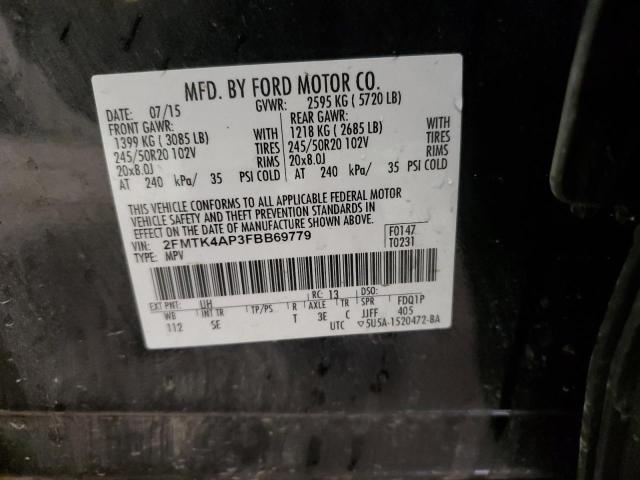 MFD. BY FORD MOTOR CO.
DATE: 07/15 GVWR: 2595 KG ( 5720 LB)
FRONT GAWR: REAR GAWR:
1399 KG ( 3085 LB) WITH 1218 KG ( 2685 LB) WITH
245/50R20 102V TIRES 245/50R20 102V TIRES
20x8.0J RIMS 20x8.0J RIMS
AT 240 kPa/ 35 PSI COLD AT 240 kPa/ 35 PSI COLD
THIS VEHICLE CONFORMS TO ALL APPLICABLE FEDERAL MOTOR
VEHICLE SAFETY AND THEFT PREVENTION STANDARDS IN
EFFECT ON THE DATE OF MANUFACTURE SHOWN ABOVE.
VIN: 2FMTK4AP3FBB69779 F0147
TYPE: MPV T0231
EXT PNT: UH RC: 13 DSO: FDQ1P
WB INT TR TP/PS R AXLE TR SPR 405
112 SE T 3E C JJFF
UTC ▽5U5A-1520472-BA